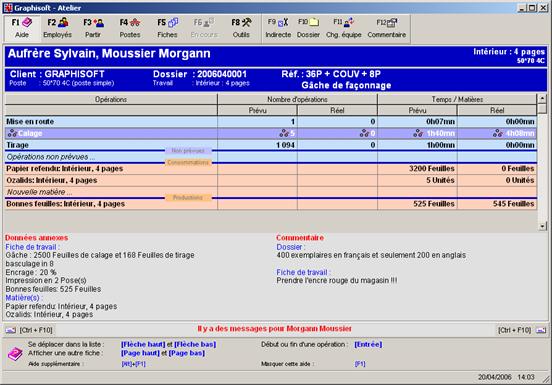 Graphisoft - Atelier
F1 F2 F3 F4 F5 F6 F8 F9 F10 F11 F12
Aide Employés Partir Postes Fiches En cours Outils Indirecte Dossier Chg. équipe Commentaire
Aufrère Sylvain, Moussier Morgann Intérieur : 4 pages
50*70 4C
Client : GRAPHISOFT Dossier : 2006040001 Réf. : 36P + COUV + 8P
Poste : 50*70 4C (poste simple) Travail : Intérieur : 4 pages Gâche de façonnage
Opérations Nombre d'opérations Temps / Matières
Prévu Réel Prévu Réel
Mise en route 1 0 0h07mn 0h00mn
Calage 5 0 1h40mn 4h08mn
Tirage 1 094 0 1h00mn 0h00mn
Non prévues
Opérations non prévues ...
Consommations
Papier refendu: Intérieur, 4 pages 3200 Feuilles 0 Feuilles
Ozalids: Intérieur, 4 pages 5 Unités 0 Unités
Nouvelle matière ...
Productions
Bonnes feuilles: Intérieur, 4 pages 525 Feuilles 545 Feuilles
Données annexes
Fiche de travail :
Gâche : 2500 Feuilles de calage et 168 Feuilles de tirage
basculag in 8
Encrage : 20 %
Impression en 2 Pose(s)
Bonnes feuilles: 525 Feuilles
Matière(s) :
Papier refendu: Intérieur, 4 pages
Ozalids: Intérieur, 4 pages
Commentaire
Dossier :
400 exemplaires en français et seulement 200 en anglais
Fiche de travail :
Prendre l'encre rouge du magasin !!!
[Ctrl + F10] Il y a des messages pour Morgann Moussier [Ctrl + F10]
Se déplacer dans la liste : [Flèche haut] et [Flèche bas] Début ou fin d'une opération : [Entrée]
Afficher une autre fiche : [Page haut] et [Page bas]
Aide supplémentaire : [Alt]+[F1] Masquer cette aide : [F1]
20/04/2006 14:03